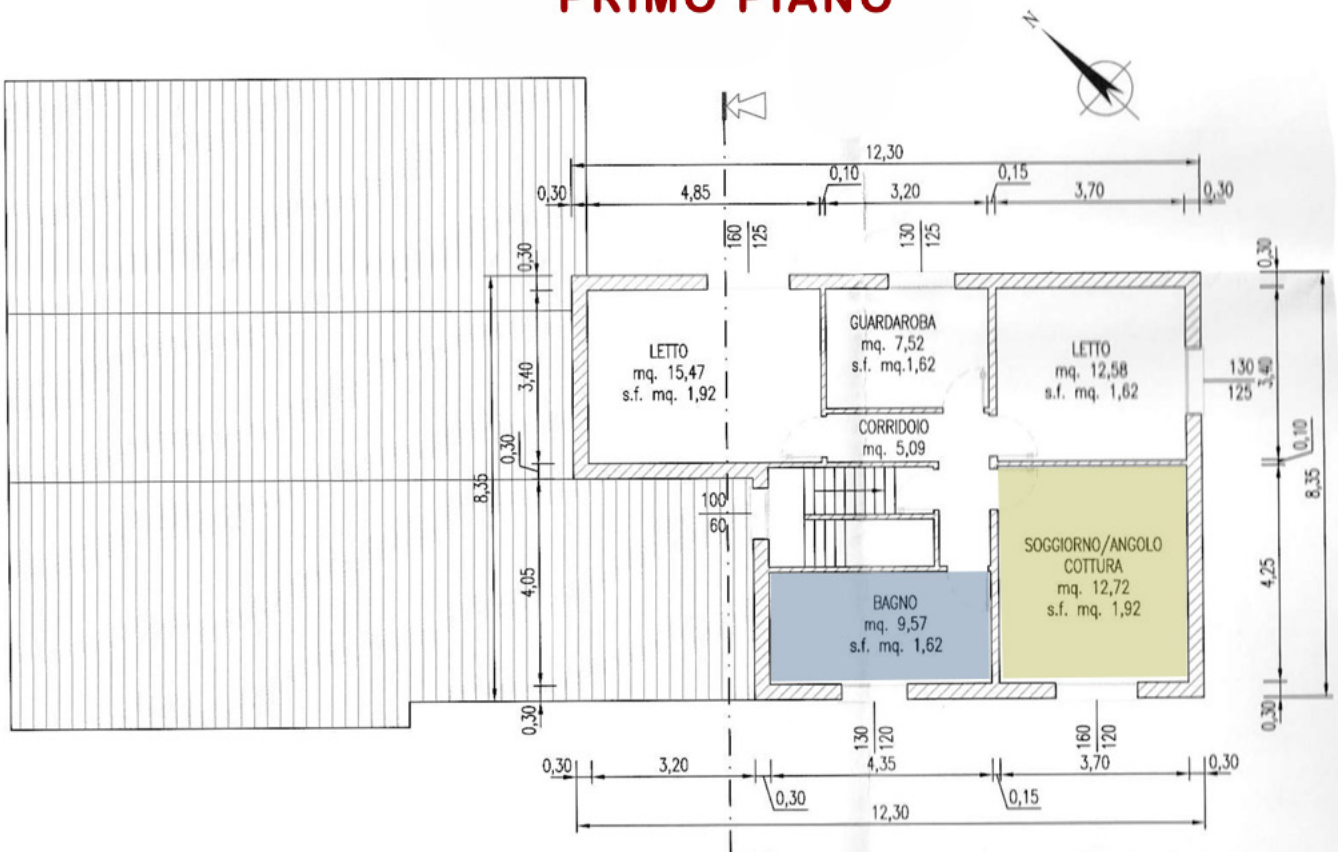 PRIMO PIANO
N
12,30
0,30
4,85
0,10
3,20
0,15
3,70
0,30
160
125
130
125
0,30
3,40
0,30
4,05
0,30
8,35
LETTO
mq. 15,47
s.f. mq. 1,92
GUARDAROBA
mq. 7,52
s.f. mq.1,62
LETTO
mq. 12,58
s.f. mq. 1,62
CORRIDOIO
mq. 5,09
130
125
0,30
3,40
0,10
4,25
0,30
8,35
100
60
SOGGIORNO/ANGOLO
COTTURA
mq. 12,72
s.f. mq. 1,92
BAGNO
mq. 9,57
s.f. mq. 1,62
130
120
160
120
0,30
3,20
0,30
4,35
0,15
3,70
0,30
12,30